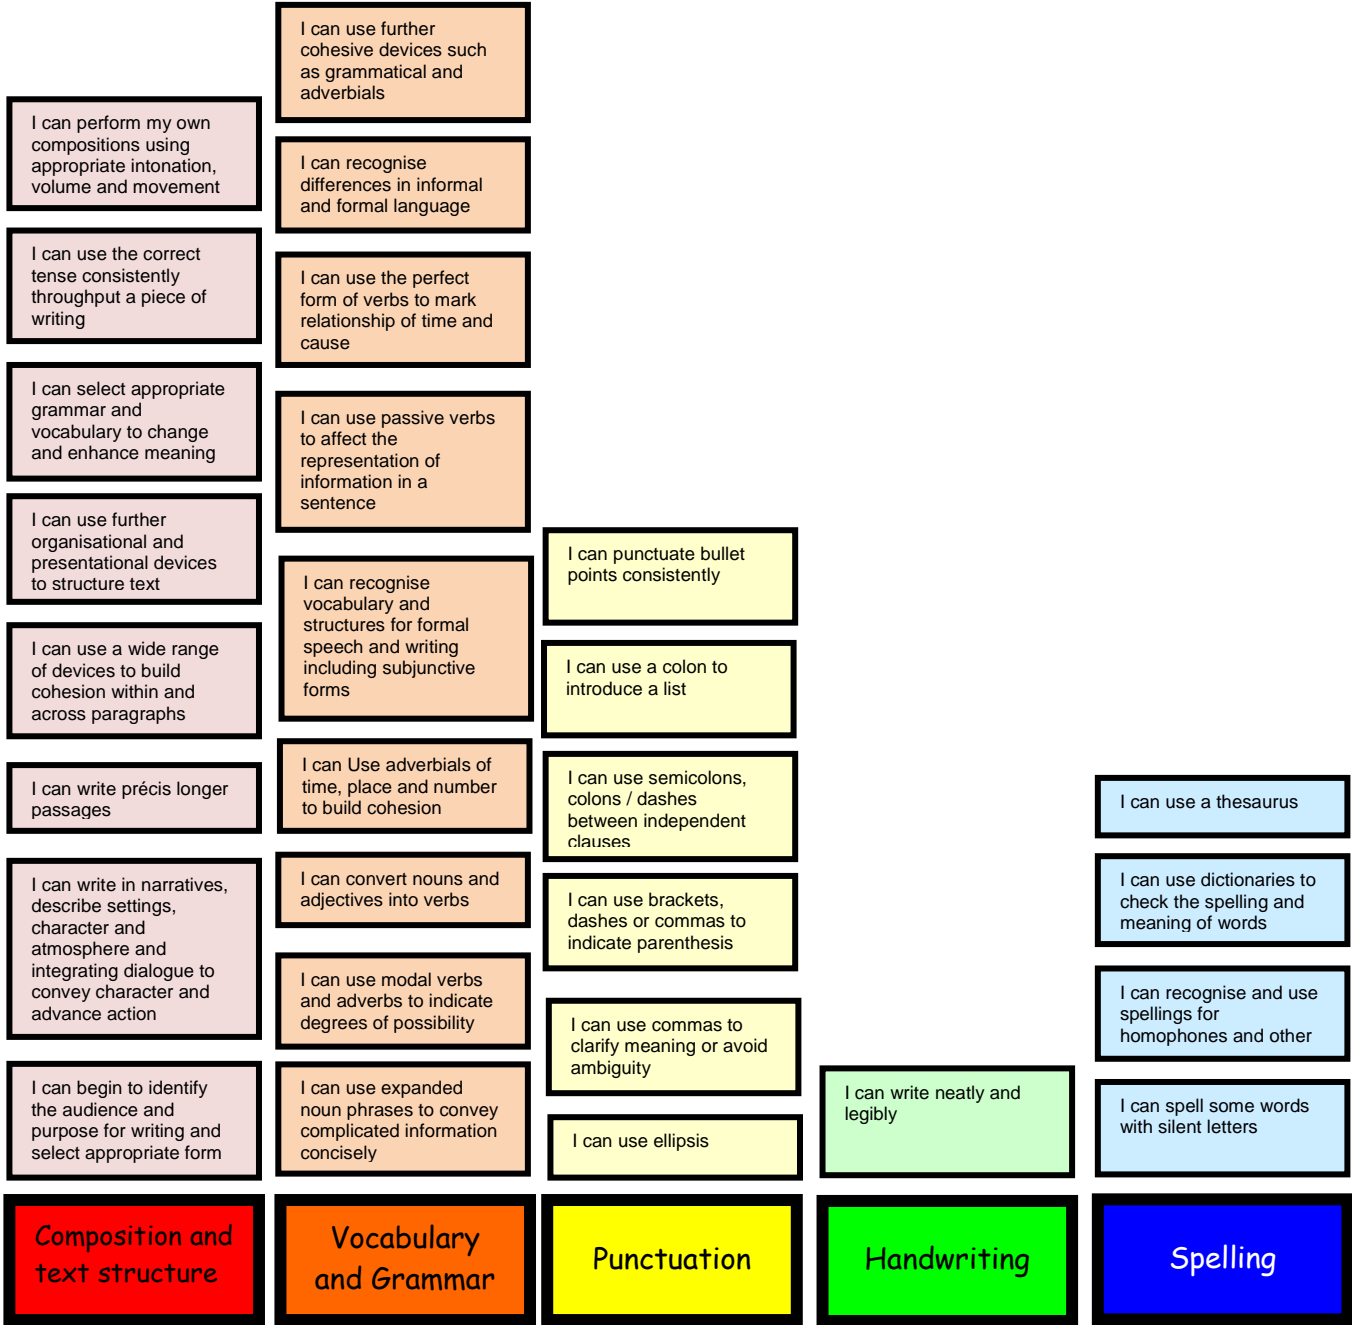 I can perform my own
compositions using
appropriate intonation,
volume and movement
I can use the correct
tense consistently
throughput a piece of
writing
I can select appropriate
grammar and
vocabulary to change
and enhance meaning
I can use further
organisational and
presentational devices
to structure text
I can use a wide range
of devices to build
cohesion within and
across paragraphs
I can write précis longer
passages
I can write in narratives,
describe settings,
character and
atmosphere and
integrating dialogue to
convey character and
advance action
I can begin to identify
the audience and
purpose for writing and
select appropriate form
Composition and
text structure
I can use further
cohesive devices such
as grammatical and
adverbials
I can recognise
differences in informal
and formal language
I can use the perfect
form of verbs to mark
relationship of time and
cause
I can use passive verbs
to affect the
representation of
information in a
sentence
I can recognise
vocabulary and
structures for formal
speech and writing
including subjunctive
forms
I can Use adverbials of
time, place and number
to build cohesion
I can convert nouns and
adjectives into verbs
I can use modal verbs
and adverbs to indicate
degrees of possibility
I can use expanded
noun phrases to convey
complicated information
concisely
Vocabulary
and Grammar
I can punctuate bullet
points consistently
I can use a colon to
introduce a list
I can use semicolons,
colons / dashes
between independent
clauses
I can use brackets,
dashes or commas to
indicate parenthesis
I can use commas to
clarify meaning or avoid
ambiguity
I can use ellipsis
Punctuation
I can write neatly and
legibly
Handwriting
I can use a thesaurus
I can use dictionaries to
check the spelling and
meaning of words
I can recognise and use
spellings for
homophones and other
I can spell some words
with silent letters
Spelling